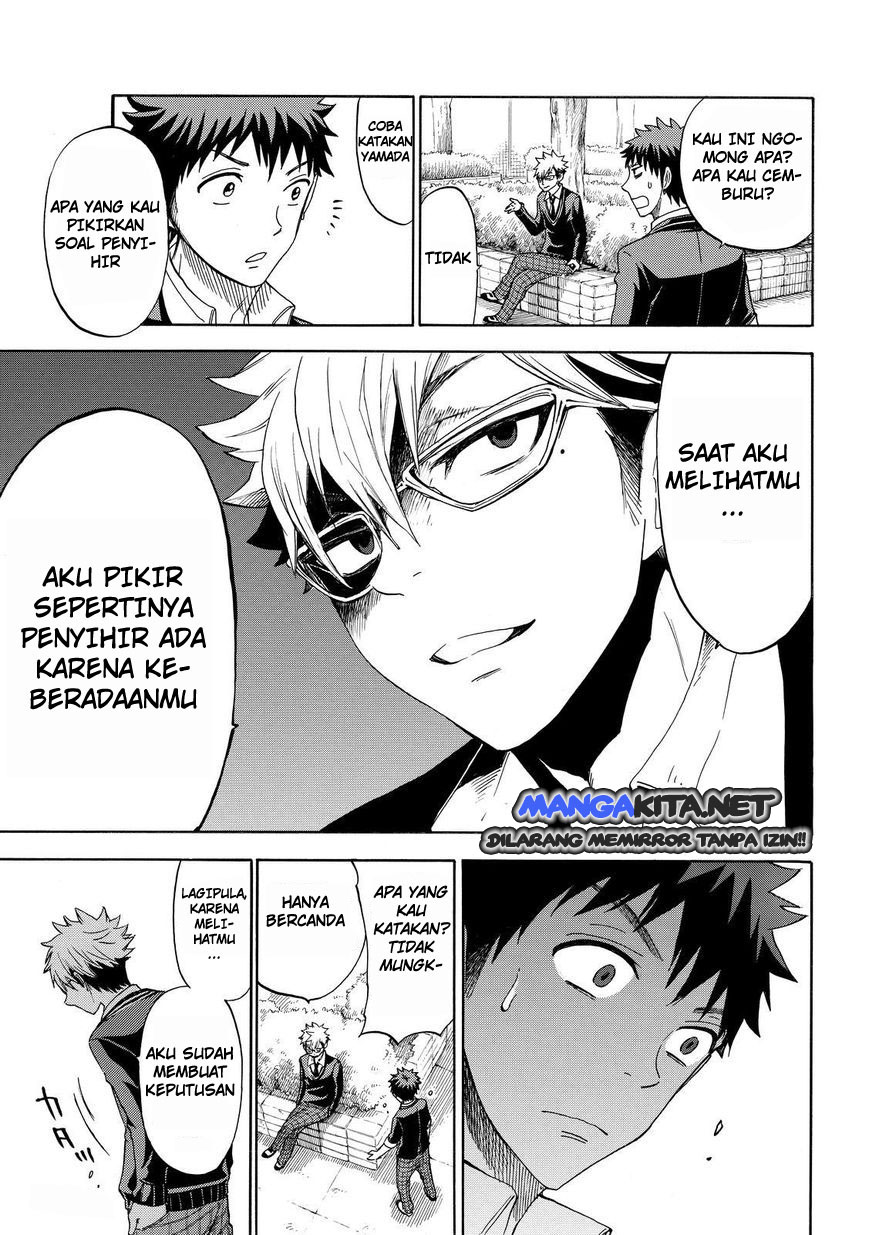 KAU INI NGO-
MONG APA?
APA KAU CEM-
BURU?
TIDAK
COBA
KATAKAN
YAMADA
APA YANG KAU
PIKIRKAN
SOAL PENYI-
HIR
SAAT AKU
MELIHATMU
...
AKU PIKIR
SEPERTINYA
PENYIHIR ADA
KARENA KE-
BERADAANMU
MANGAKITA.NET
DILARANG MEMIRROR TANPA IZIN!!
APA YANG
KAU
KATAKAN?
TIDAK
MUNGK-
HANYA
BERCANDA
LAGIPULA,
KARENA
MELI-
HATMU
...
AKU SUDAH
MEMBUAT
KEPUTUSAN
ガタ